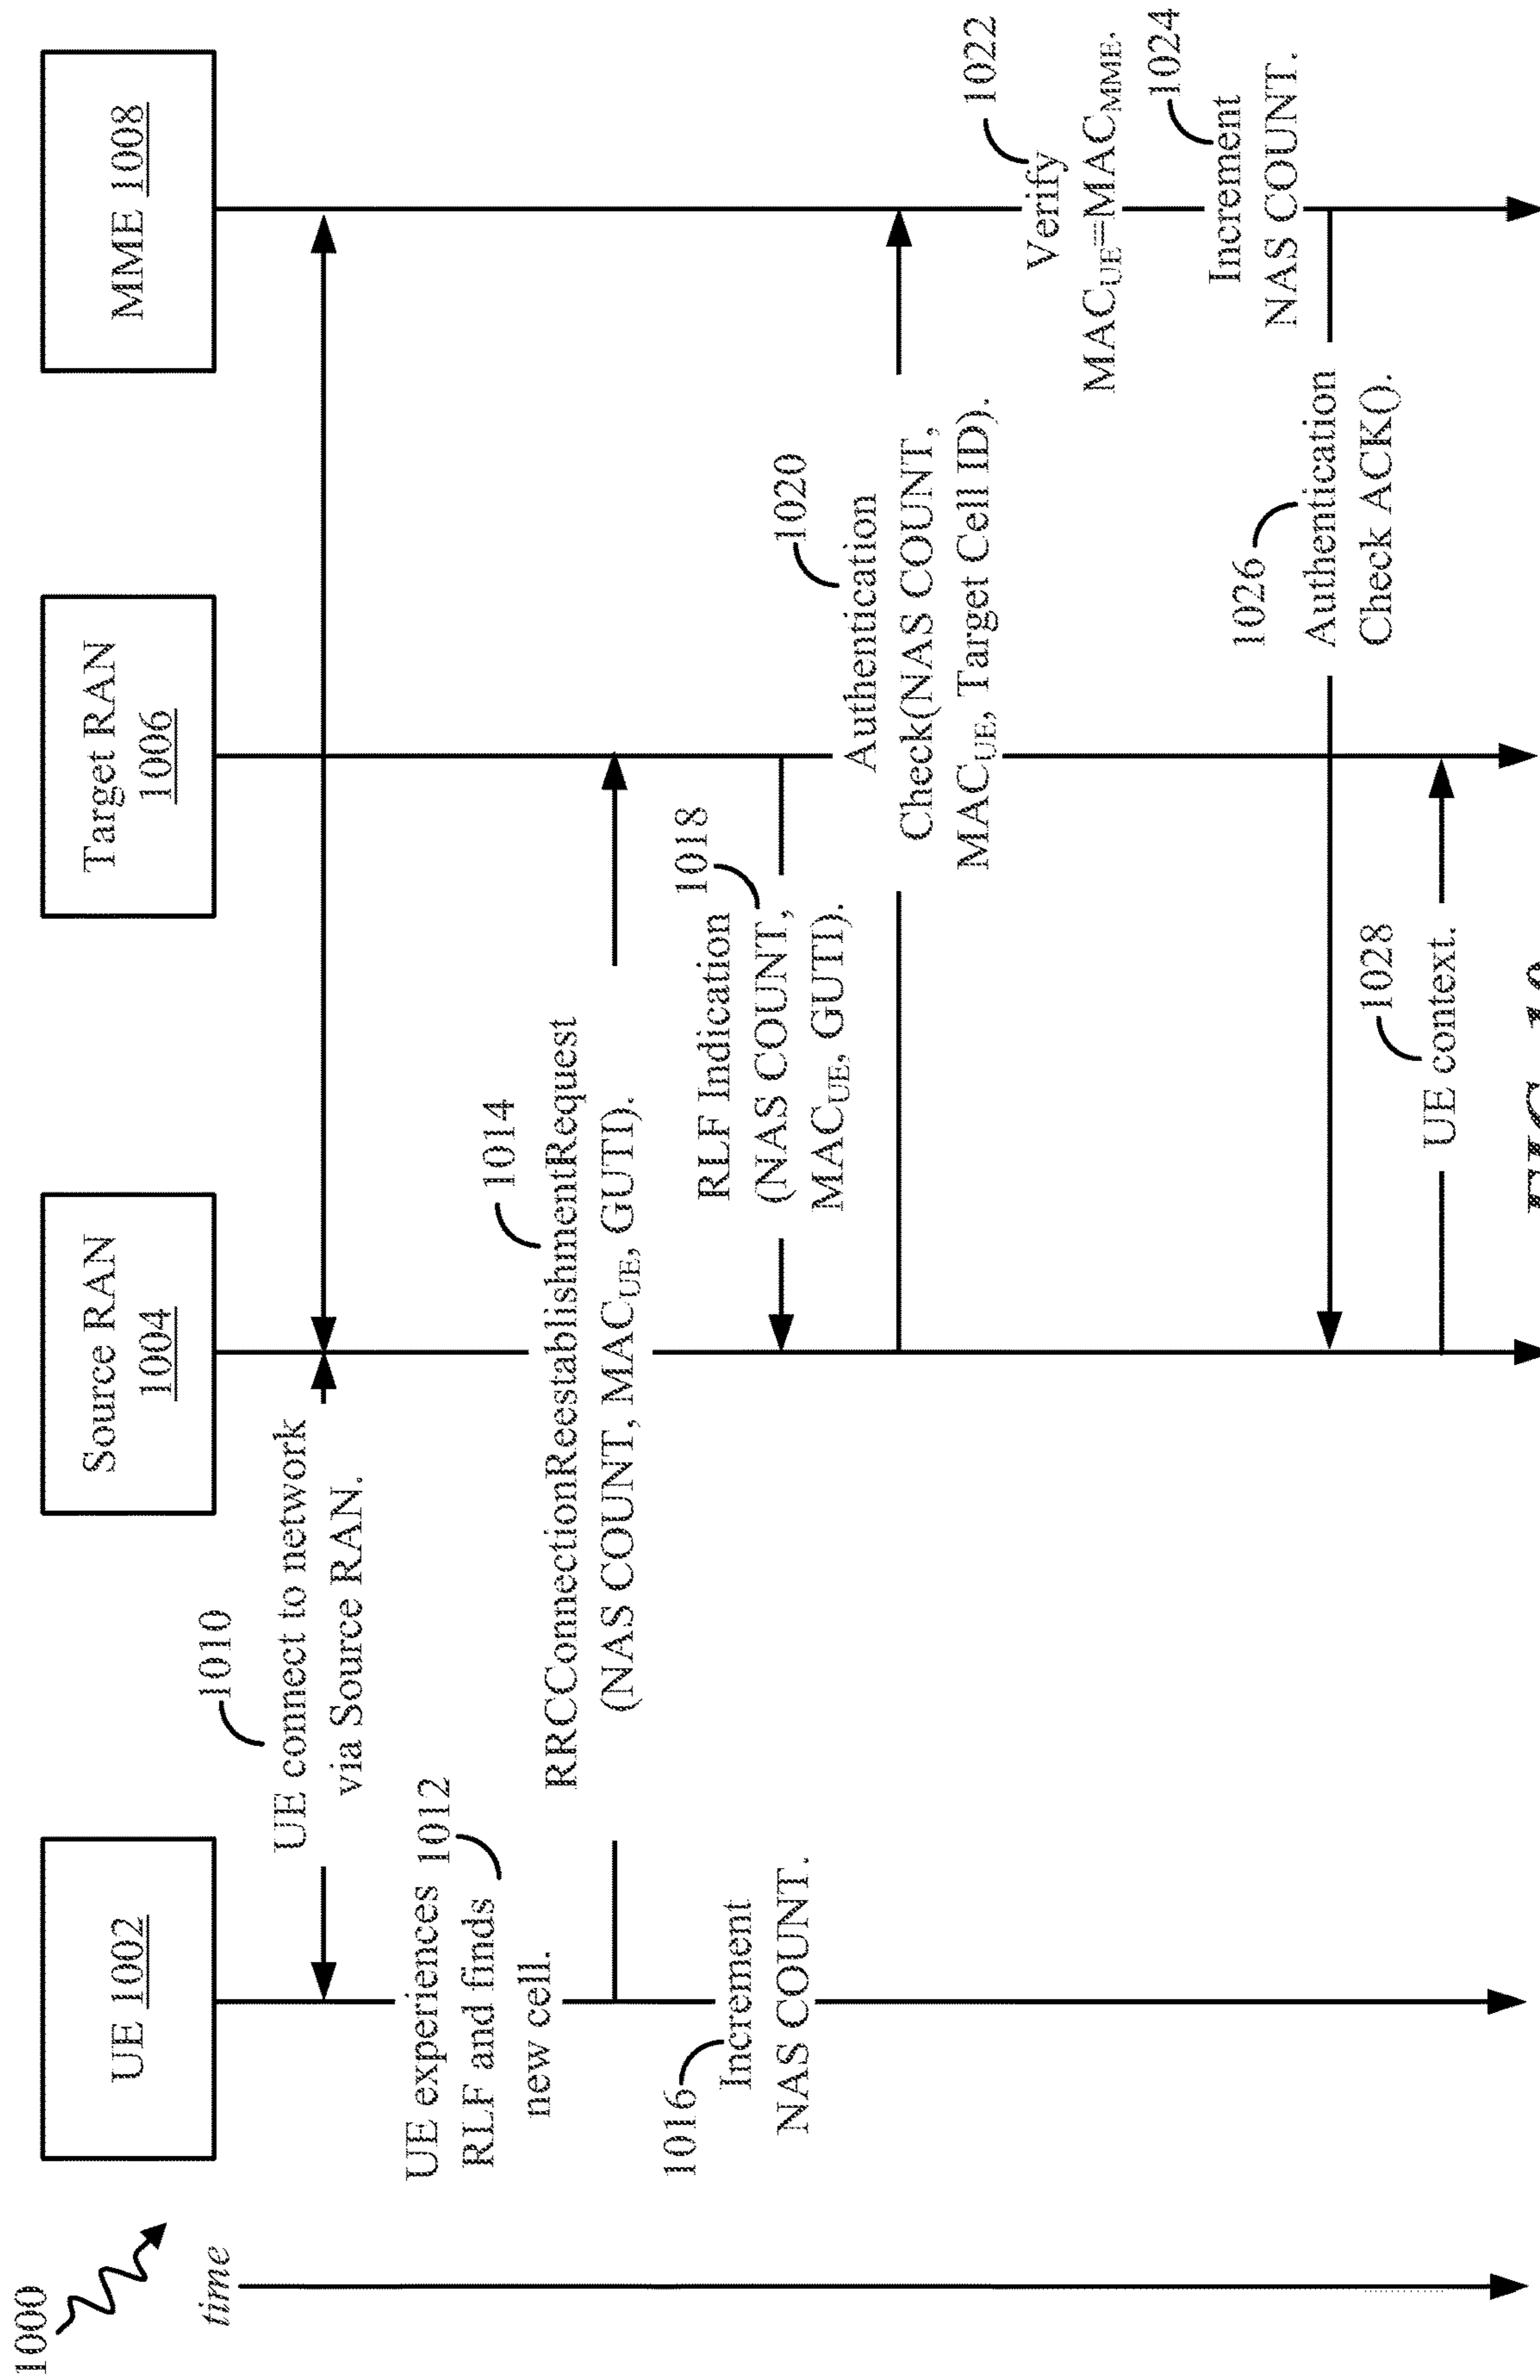 1000
time
UE 1002
Source RAN
1004
Target RAN
1006
MME 1008
1010
UE connect to network
via Source RAN.
UE experiences 1012
RLF and finds
new cell.
1014
RRCConnectionReestablishmentRequest
(NAS COUNT, MACUE, GUTI).
1016
Increment
NAS COUNT.
1018
RLF Indication
(NAS COUNT,
MACUE, GUTI).
1020
Authentication
Check(NAS COUNT,
MACUE, Target Cell ID).
1022
Verify
MACUE=MACMME.
1024
Increment
NAS COUNT.
1026
Authentication
Check ACK().
1028
UE context.